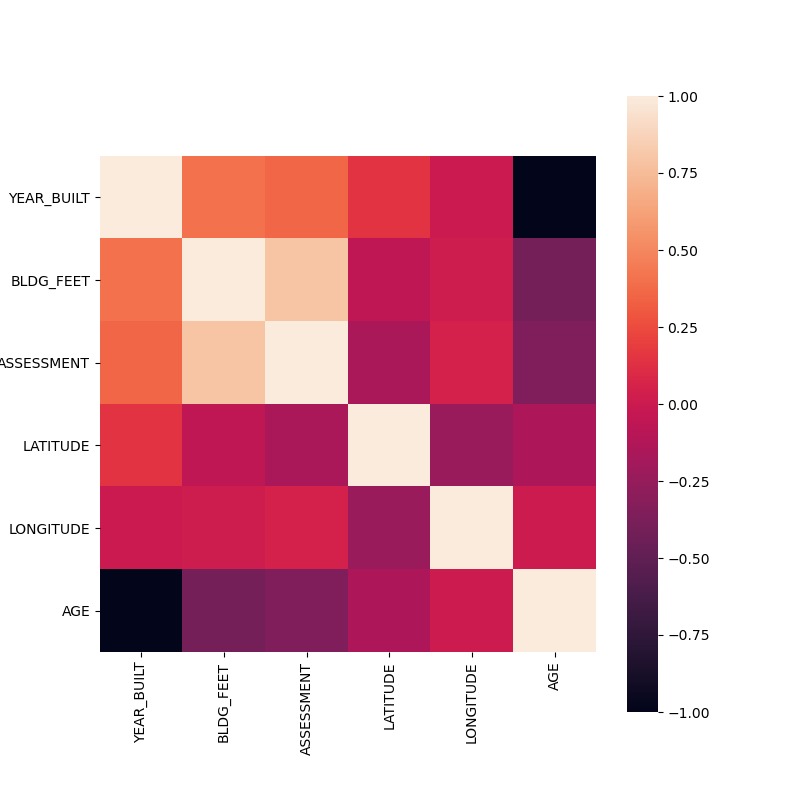 YEAR_BUILT
BLDG_FEET
ASSESSMENT
LATITUDE
LONGITUDE
AGE
YEAR_BUILT
BLDG_FEET
ASSESSMENT
LATITUDE
LONGITUDE
AGE
1.00
0.75
0.50
0.25
0.00
−0.25
−0.50
−0.75
−1.00